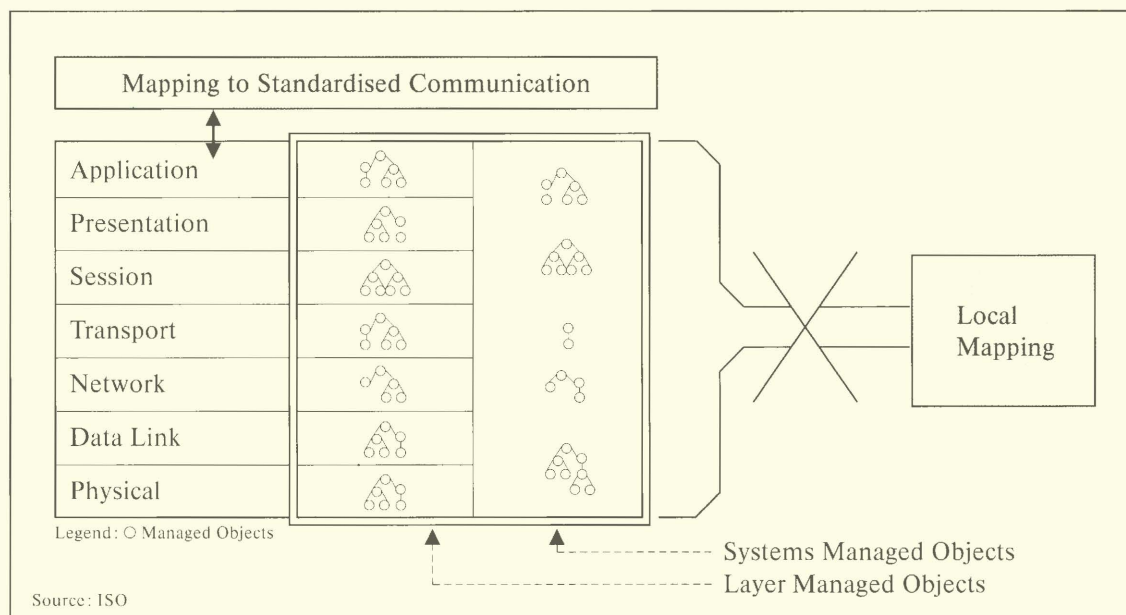 Mapping to Standardised Communication
Application
Presentation
Session
Transport
Network
Data Link
Physical
Local
Mapping
Legend: ○ Managed Objects
Systems Managed Objects
Layer Managed Objects
Source: ISO